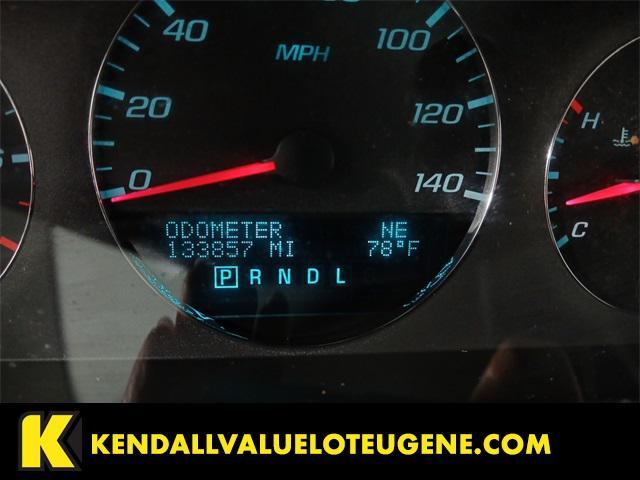 40
MPH
100
20
120
0
140
H
C
ODOMETER NE
133857 MI 78°F
P R N D L
K KENDALLVALUELOTEUGENE.COM